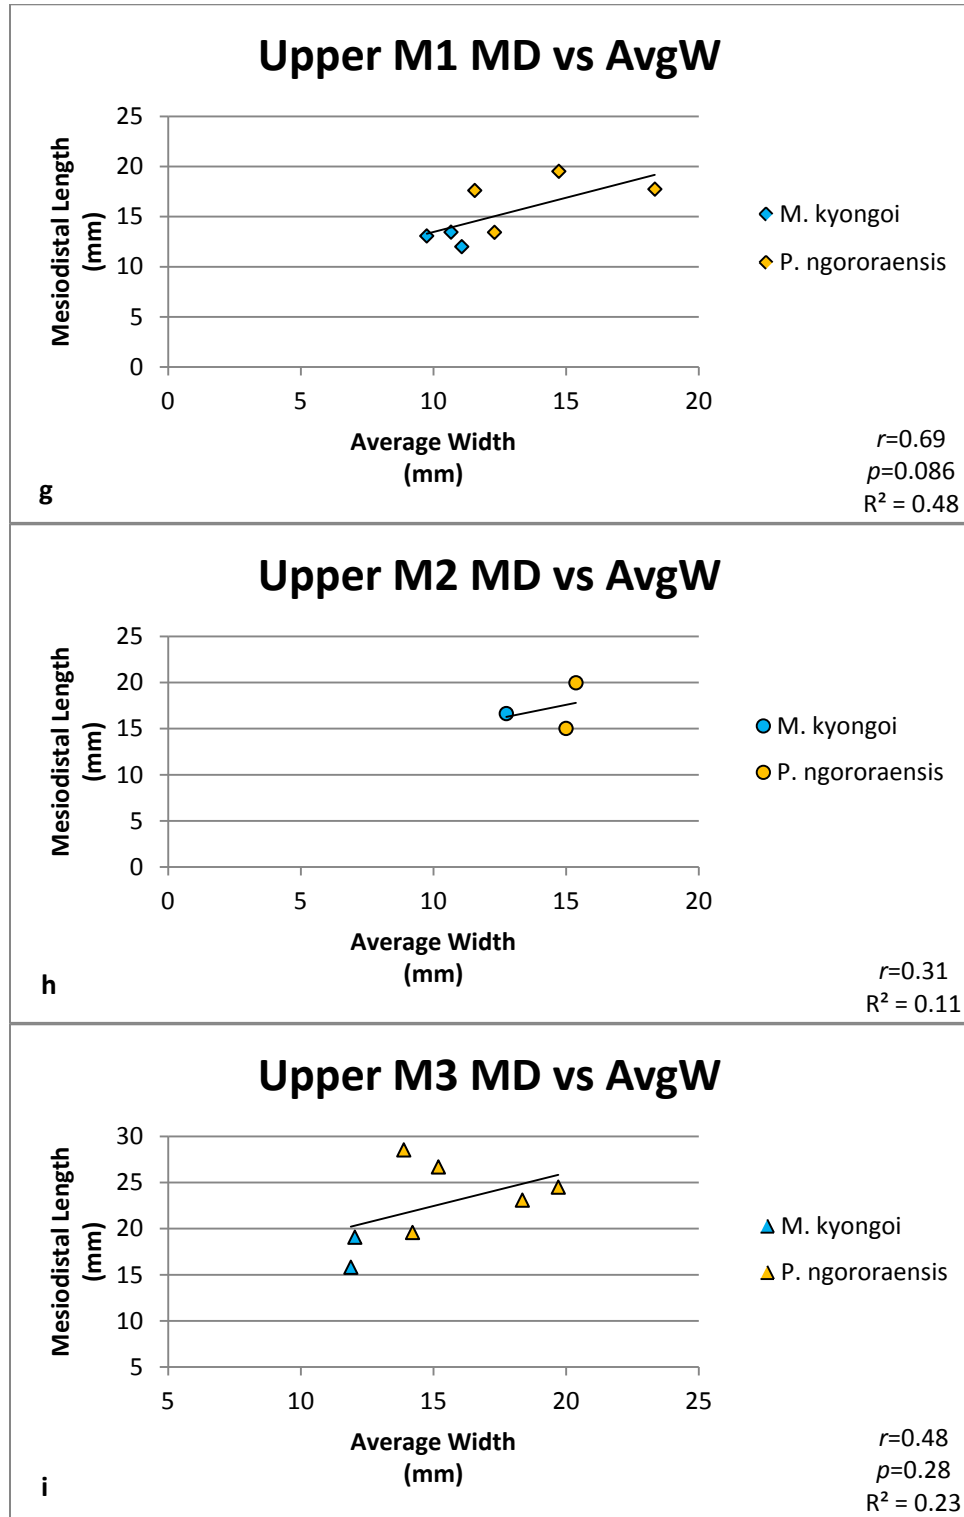 Upper M1 MD vs AvgW
Mesiodistal Length
(mm)
25
20
15
10
5
0
0 5 10 15 20
Average Width
(mm)
M. kyongoi
P. ngororaensis
r=0.69
p=0.086
R² = 0.48
g
Upper M2 MD vs AvgW
Mesiodistal Length
(mm)
25
20
15
10
5
0
0 5 10 15 20
Average Width
(mm)
M. kyongoi
P. ngororaensis
r=0.31
R² = 0.11
h
Upper M3 MD vs AvgW
Mesiodistal Length
(mm)
30
25
20
15
10
5
5 10 15 20 25
Average Width
(mm)
M. kyongoi
P. ngororaensis
r=0.48
p=0.28
R² = 0.23
i